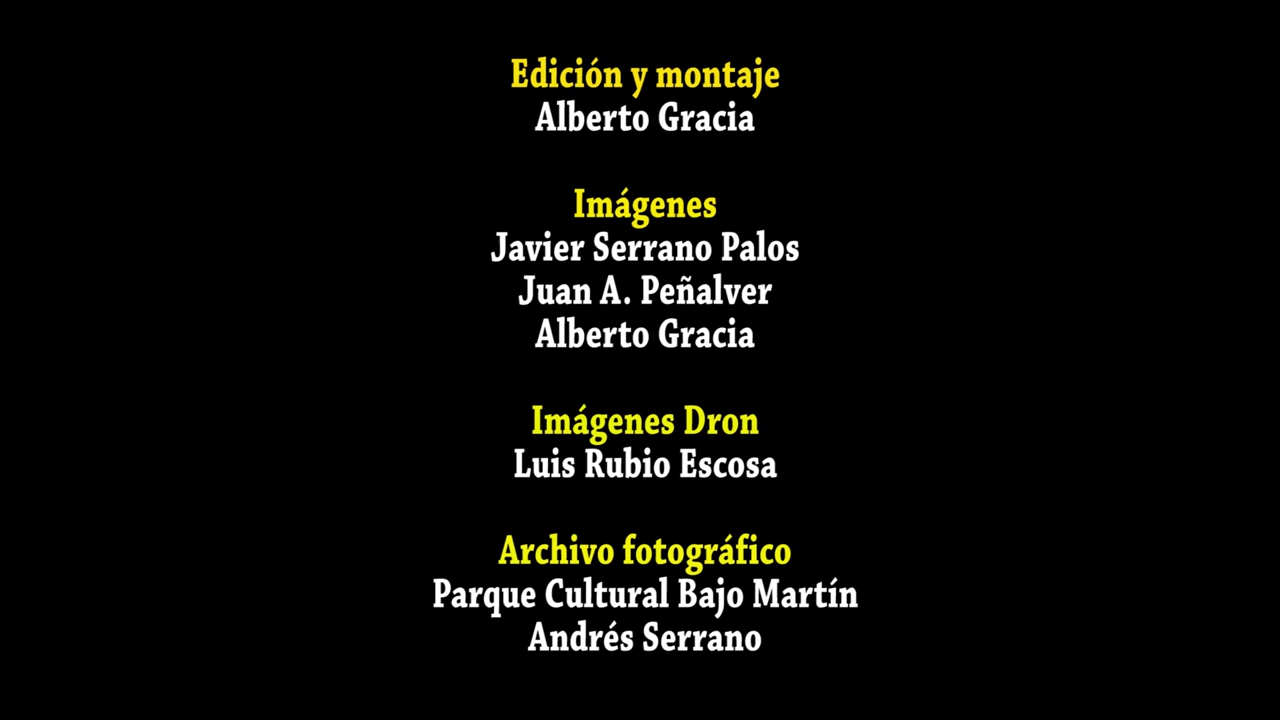 Edición y montaje
Alberto Gracia
Imágenes
Javier Serrano Palos
Juan A. Peñalver
Alberto Gracia
Imágenes Dron
Luis Rubio Escosa
Archivo fotográfico
Parque Cultural Bajo Martín
Andrés Serrano